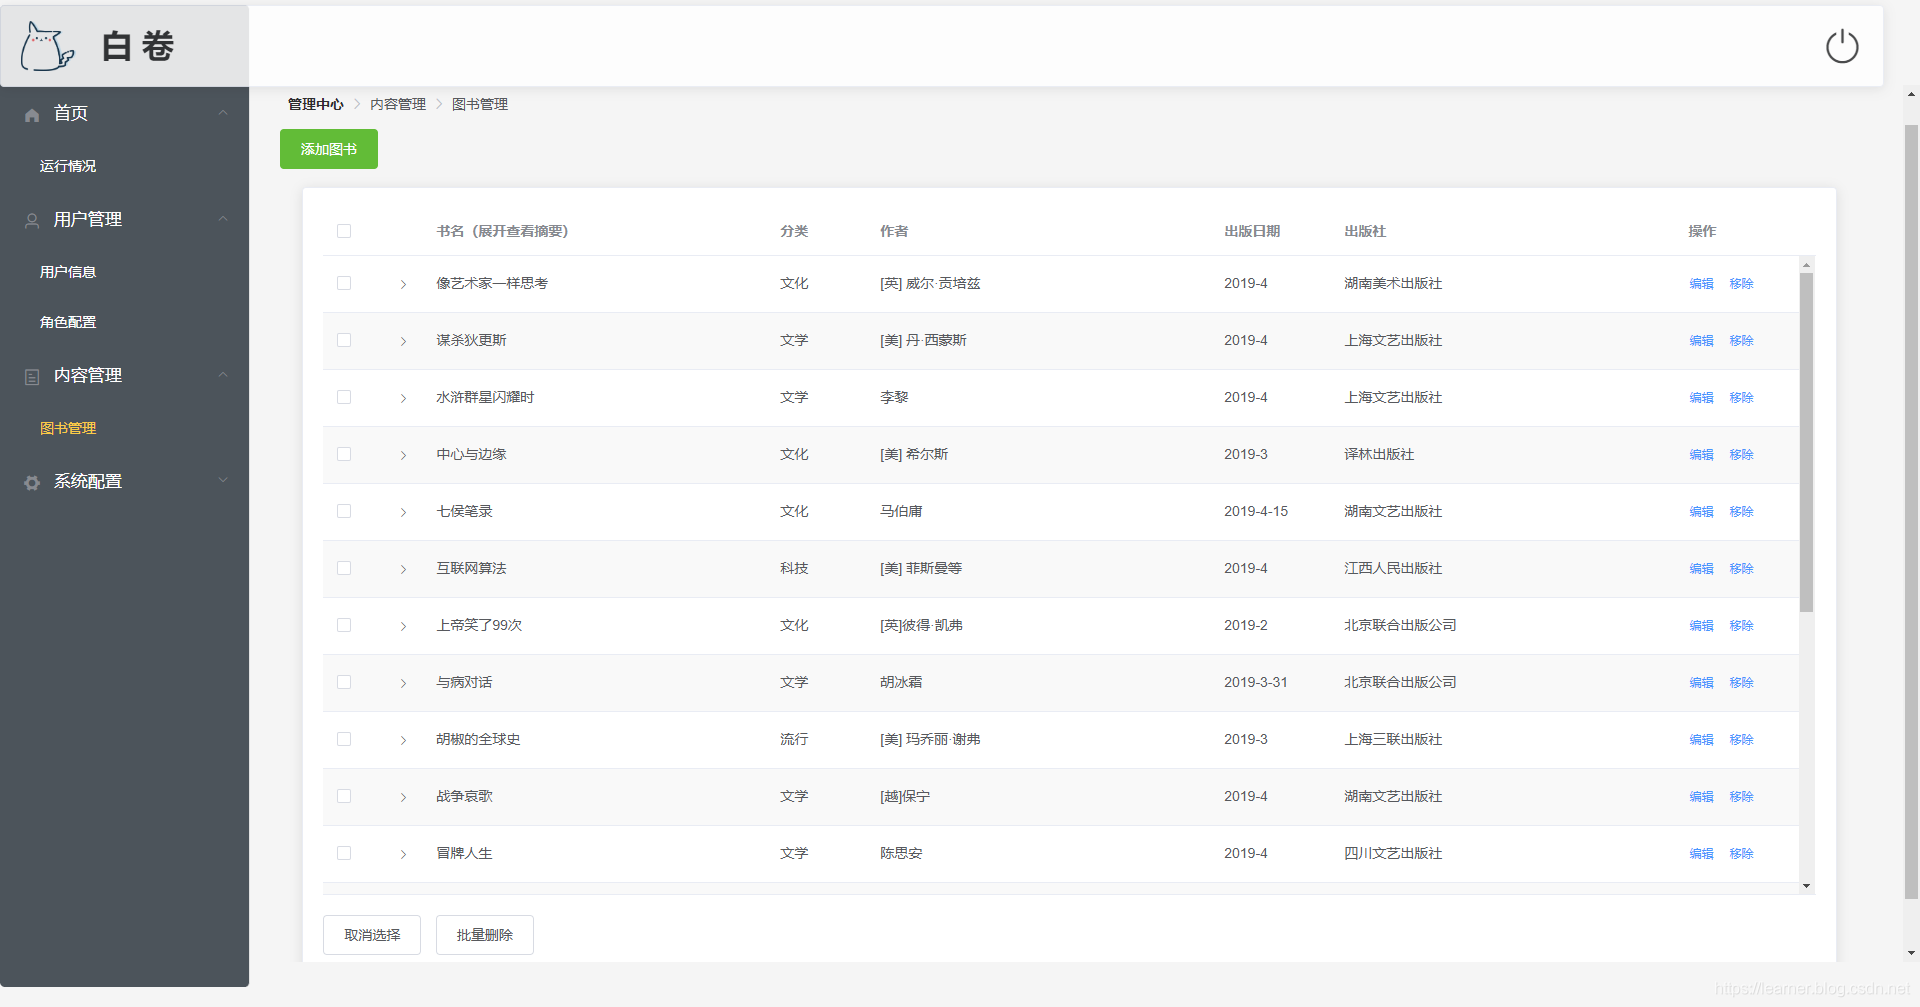 白卷
首页
运行情况
用户管理
用户信息
角色配置
内容管理
图书管理
系统配置
管理中心 > 内容管理 > 图书管理
添加图书
书名（展开查看摘要） 分类 作者 出版日期 出版社 操作
像艺术家一样思考 文化 [英] 威尔·贡培兹 2019-4 湖南美术出版社 编辑 移除
谋杀狄更斯 文学 [美] 丹·西蒙斯 2019-4 上海文艺出版社 编辑 移除
水浒群星闪耀时 文学 李黎 2019-4 上海文艺出版社 编辑 移除
中心与边缘 文化 [美] 希尔斯 2019-3 译林出版社 编辑 移除
七侯笔录 文化 马伯庸 2019-4-15 湖南文艺出版社 编辑 移除
互联网算法 科技 [美] 菲斯曼等 2019-4 江西人民出版社 编辑 移除
上帝笑了99次 文化 [英]彼得·凯弗 2019-2 北京联合出版公司 编辑 移除
与病对话 文学 胡冰霜 2019-3-31 北京联合出版公司 编辑 移除
胡椒的全球史 流行 [美] 玛乔丽·谢弗 2019-3 上海三联出版社 编辑 移除
战争哀歌 文学 [越]保宁 2019-4 湖南文艺出版社 编辑 移除
冒牌人生 文学 陈思安 2019-4 四川文艺出版社 编辑 移除
取消选择 批量删除
https://learner.blog.csdn.net